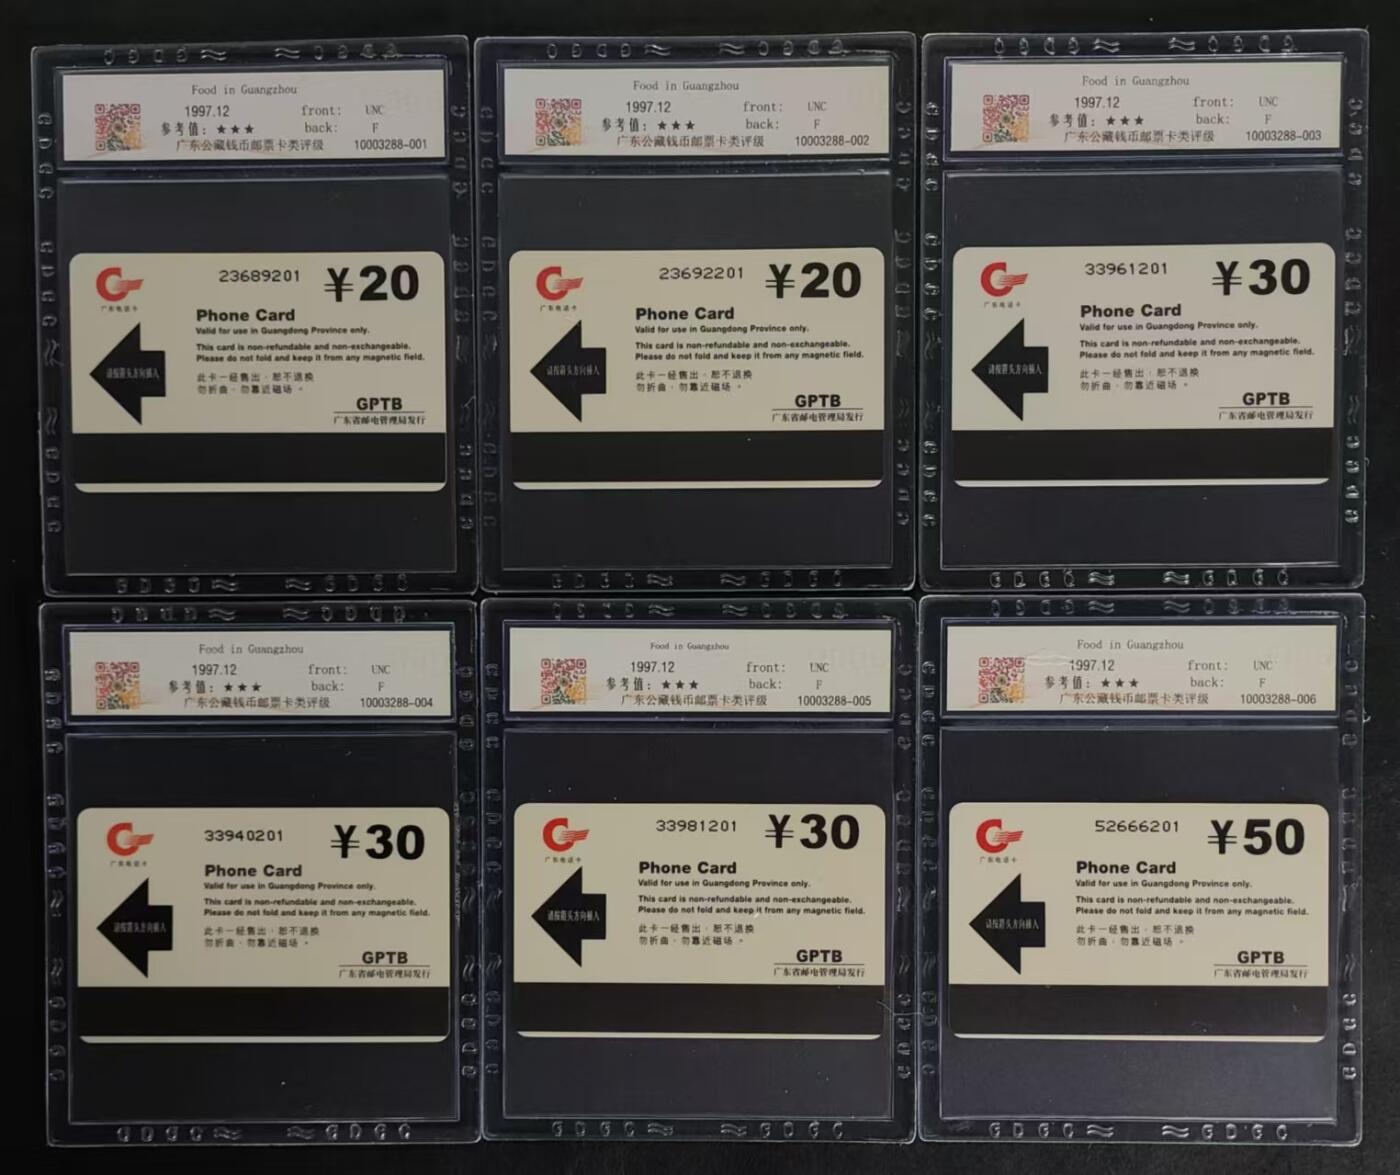 Food in Guangzhou
1997.12 front: UNC
参考值：★★★ back: F
广东公藏钱币邮票卡类评级 10003288-001
23689201 ¥20
广东电话卡
Phone Card
Valid for use in Guangdong Province only.
This card is non-refundable and non-exchangeable.
Please do not fold and keep it from any magnetic field.
请按箭头方向插入
此卡一经售出·恕不退换
勿折曲·勿靠近磁场。
GPTB
广东省邮电管理局发行
Food in Guangzhou
1997.12 front: UNC
参考值：★★★ back: F
广东公藏钱币邮票卡类评级 10003288-002
23692201 ¥20
广东电话卡
Phone Card
Valid for use in Guangdong Province only.
This card is non-refundable and non-exchangeable.
Please do not fold and keep it from any magnetic field.
请按箭头方向插入
此卡一经售出·恕不退换
勿折曲·勿靠近磁场。
GPTB
广东省邮电管理局发行
Food in Guangzhou
1997.12 front: UNC
参考值：★★★ back: F
广东公藏钱币邮票卡类评级 10003288-003
33961201 ¥30
广东电话卡
Phone Card
Valid for use in Guangdong Province only.
This card is non-refundable and non-exchangeable.
Please do not fold and keep it from any magnetic field.
请按箭头方向插入
此卡一经售出·恕不退换
勿折曲·勿靠近磁场。
GPTB
广东省邮电管理局发行
Food in Guangzhou
1997.12 front: UNC
参考值：★★★ back: F
广东公藏钱币邮票卡类评级 10003288-004
33940201 ¥30
广东电话卡
Phone Card
Valid for use in Guangdong Province only.
This card is non-refundable and non-exchangeable.
Please do not fold and keep it from any magnetic field.
请按箭头方向插入
此卡一经售出·恕不退换
勿折曲·勿靠近磁场。
GPTB
广东省邮电管理局发行
Food in Guangzhou
1997.12 front: UNC
参考值：★★★ back: F
广东公藏钱币邮票卡类评级 10003288-005
33981201 ¥30
广东电话卡
Phone Card
Valid for use in Guangdong Province only.
This card is non-refundable and non-exchangeable.
Please do not fold and keep it from any magnetic field.
请按箭头方向插入
此卡一经售出·恕不退换
勿折曲·勿靠近磁场。
GPTB
广东省邮电管理局发行
Food in Guangzhou
1997.12 front: UNC
参考值：★★★ back: F
广东公藏钱币邮票卡类评级 10003288-006
52666201 ¥50
广东电话卡
Phone Card
Valid for use in Guangdong Province only.
This card is non-refundable and non-exchangeable.
Please do not fold and keep it from any magnetic field.
请按箭头方向插入
此卡一经售出·恕不退换
勿折曲·勿靠近磁场。
GPTB
广东省邮电管理局发行